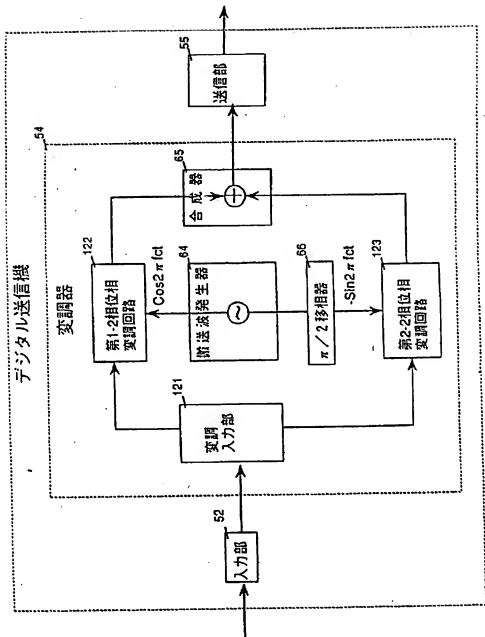 デジタル送信機
変調器
54
52
入力部
121
変調
入力部
122
第1-2相位相
変調回路
Cos2πfct
64
搬送波発生器
66
π/2移相器
-Sin2πfct
123
第2-2相位相
変調回路
65
合成器
55
送信部